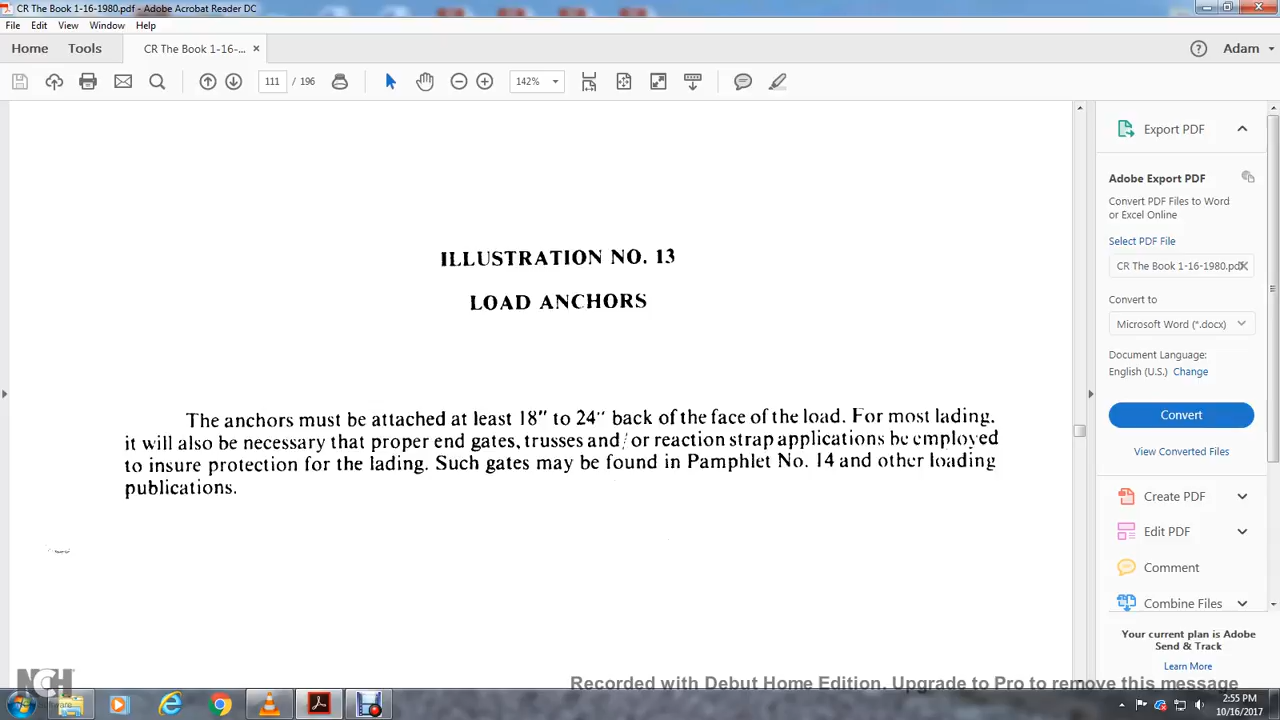 CR The Book 1-16-1980.pdf - Adobe Acrobat Reader DC
File Edit View Window Help
Home Tools CR The Book 1-16-... × Adam
111 / 196 142%
Export PDF
Adobe Export PDF
Convert PDF Files to Word
or Excel Online
Select PDF File
CR The Book 1-16-1980.pdf
Convert to
Microsoft Word (*.docx)
Document Language:
English (U.S.) Change
Convert
View Converted Files
Create PDF
Edit PDF
Comment
Combine Files
Your current plan is Adobe
Send & Track
Learn More
ILLUSTRATION NO. 13
LOAD ANCHORS
The anchors must be attached at least 18" to 24" back of the face of the load. For most lading,
it will also be necessary that proper end gates, trusses and/or reaction strap applications be employed
to insure protection for the lading. Such gates may be found in Pamphlet No. 14 and other loading
publications.
NCH
Recorded with Debut Home Edition. Upgrade to Pro to remove this message
2:55 PM
10/16/2017